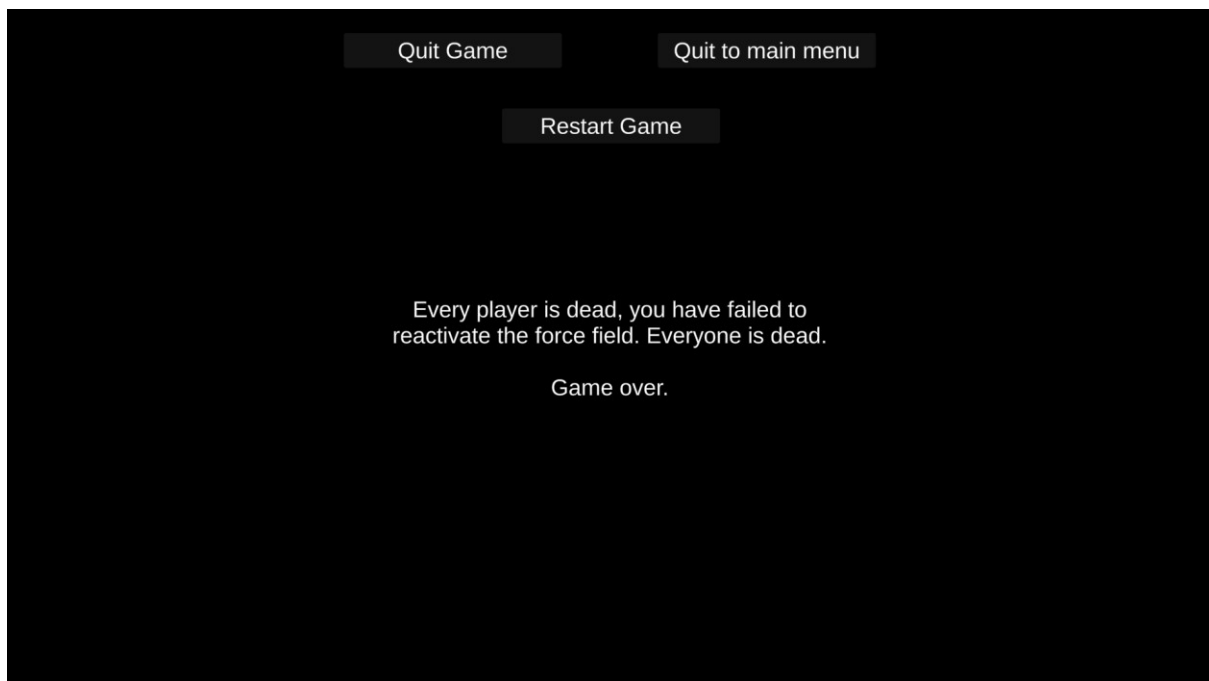 Quit Game
Quit to main menu
Restart Game
Every player is dead, you have failed to
reactivate the force field. Everyone is dead.
Game over.